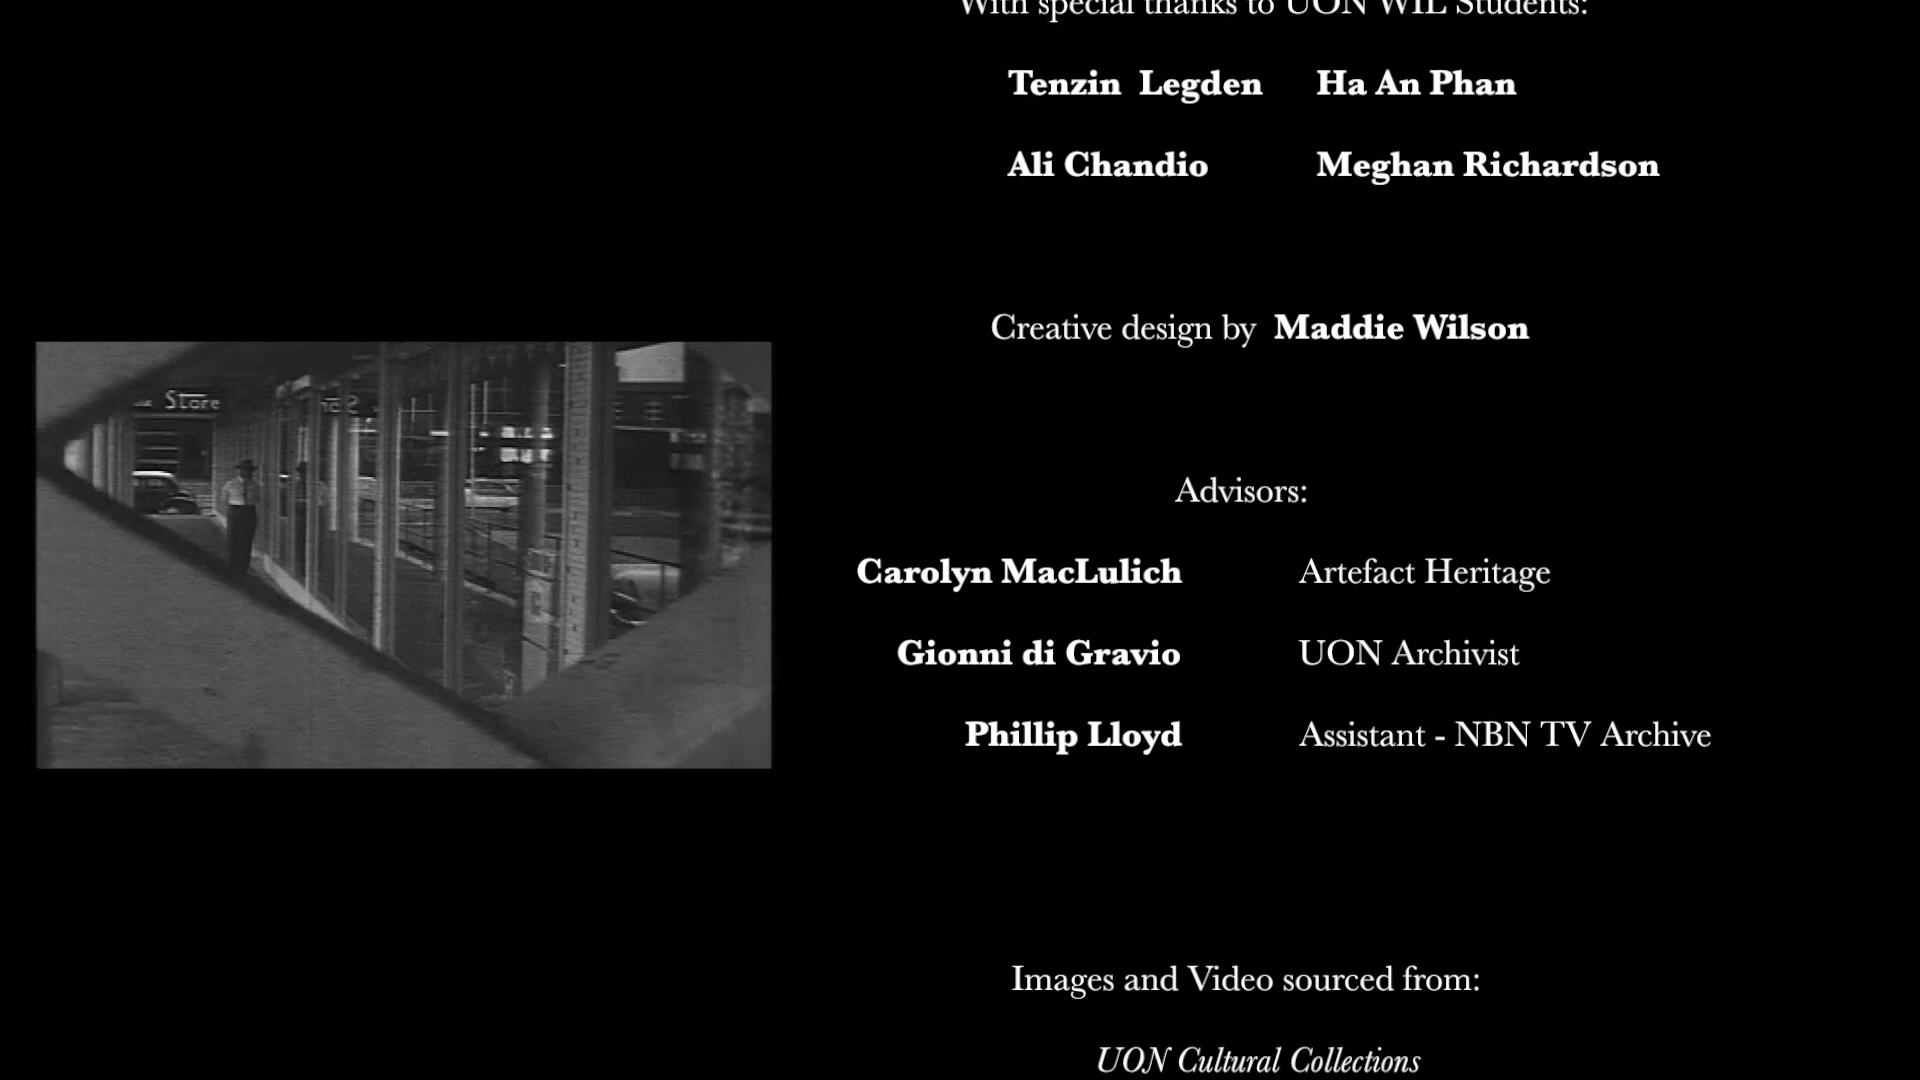 With special thanks to UON WIL Students:
Tenzin Legden Ha An Phan
Ali Chandio Meghan Richardson
Creative design by Maddie Wilson
Store
Advisors:
Carolyn MacLulich Artefact Heritage
Gionni di Gravio UON Archivist
Phillip Lloyd Assistant - NBN TV Archive
Images and Video sourced from:
UON Cultural Collections